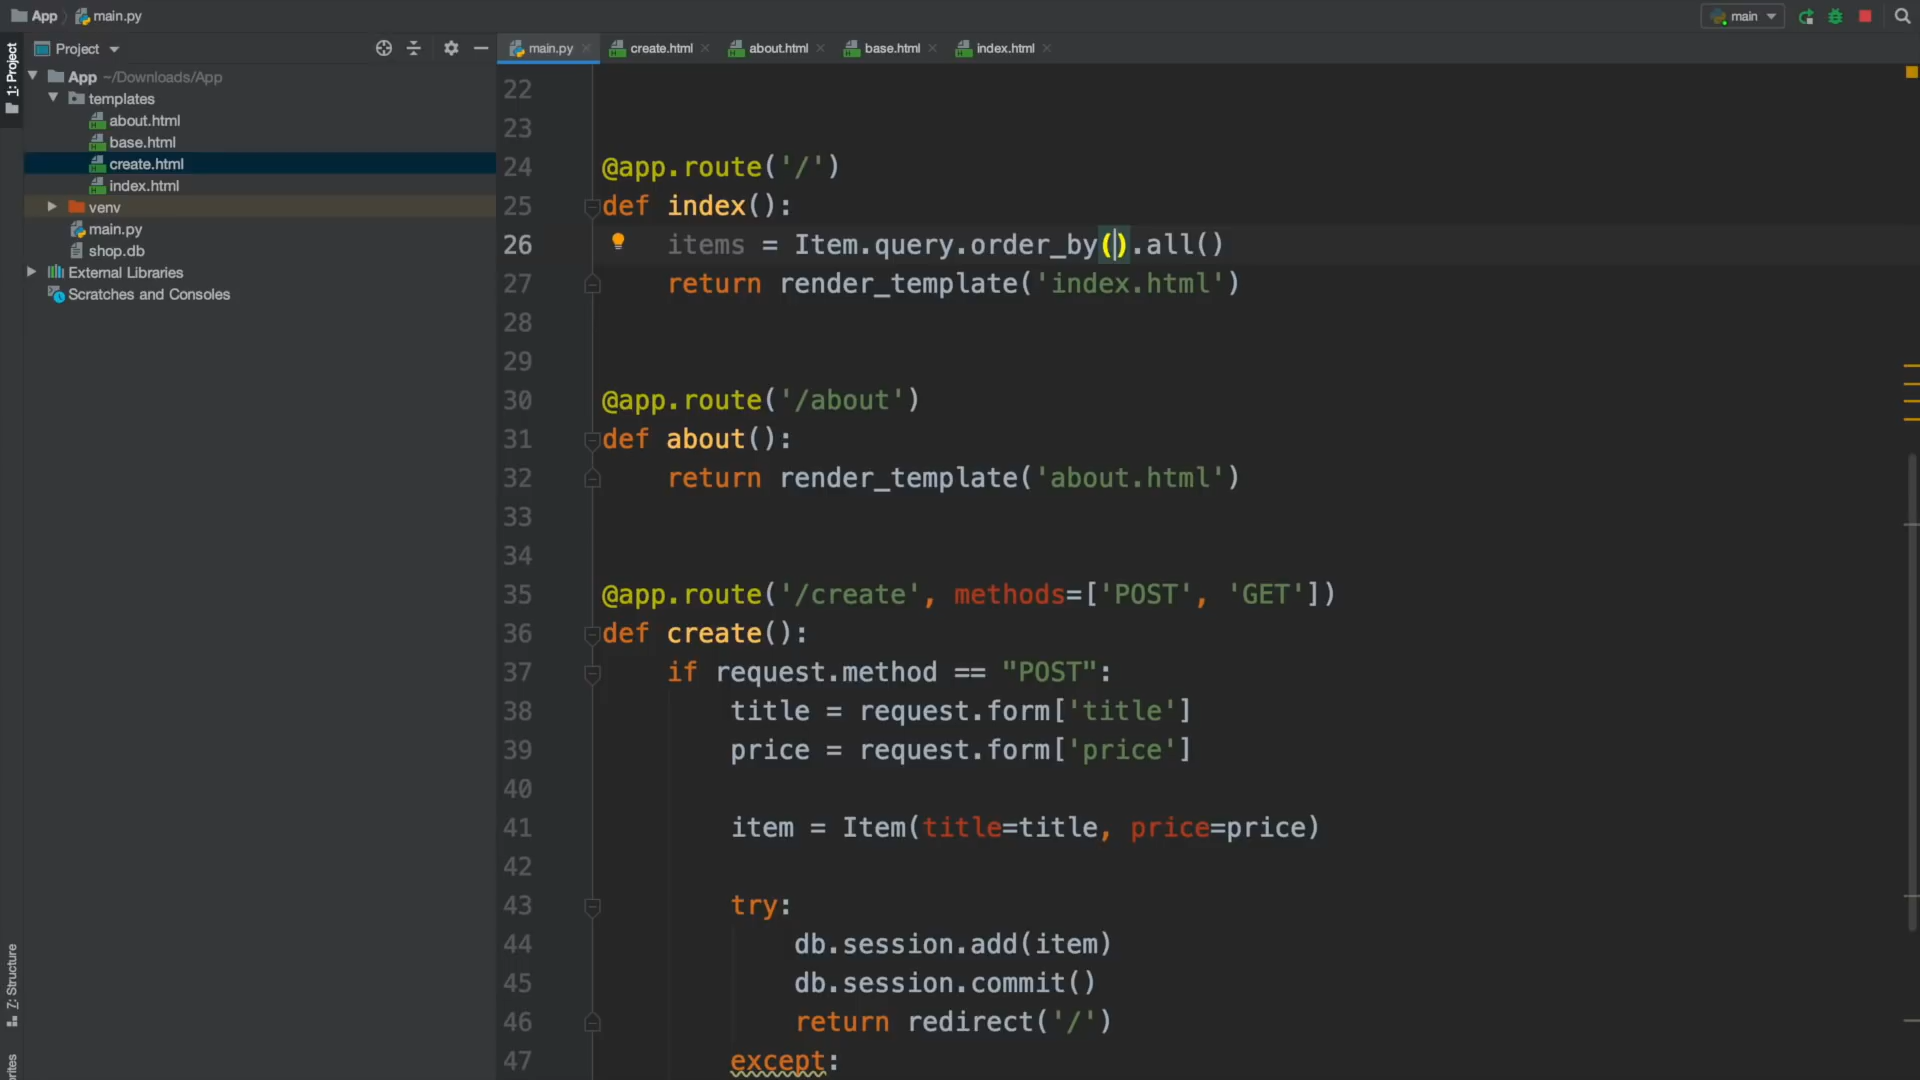 App main.py
main
Project
main.py
create.html
about.html
base.html
index.html
1: Project
App ~/Downloads/App
templates
about.html
base.html
create.html
index.html
venv
main.py
shop.db
External Libraries
Scratches and Consoles
Z: Structure
22
23
24 @app.route('/')
25 def index():
26 items = Item.query.order_by().all()
27 return render_template('index.html')
28
29
30 @app.route('/about')
31 def about():
32 return render_template('about.html')
33
34
35 @app.route('/create', methods=['POST', 'GET'])
36 def create():
37 if request.method == "POST":
38 title = request.form['title']
39 price = request.form['price']
40
41 item = Item(title=title, price=price)
42
43 try:
44 db.session.add(item)
45 db.session.commit()
46 return redirect('/')
47 except: